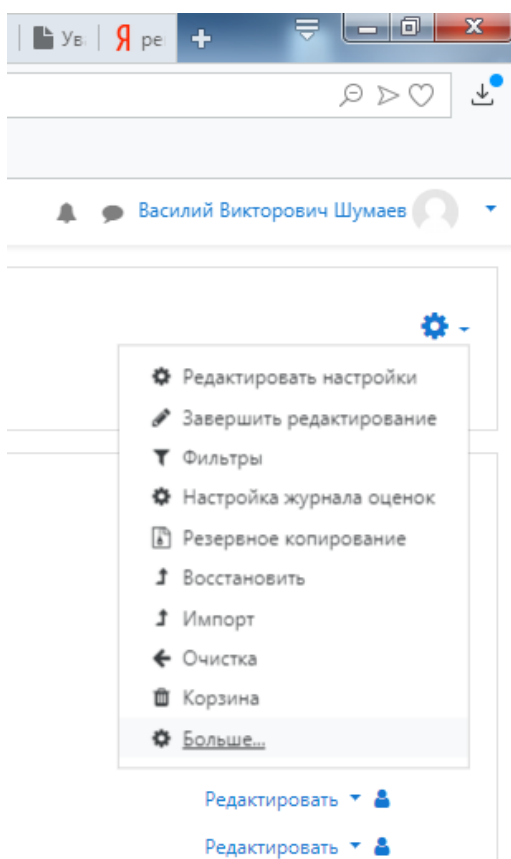 Ув Я ре
Василий Викторович Шумаев
Редактировать настройки
Завершить редактирование
Фильтры
Настройка журнала оценок
Резервное копирование
Восстановить
Импорт
Очистка
Корзина
Больше...
Редактировать
Редактировать